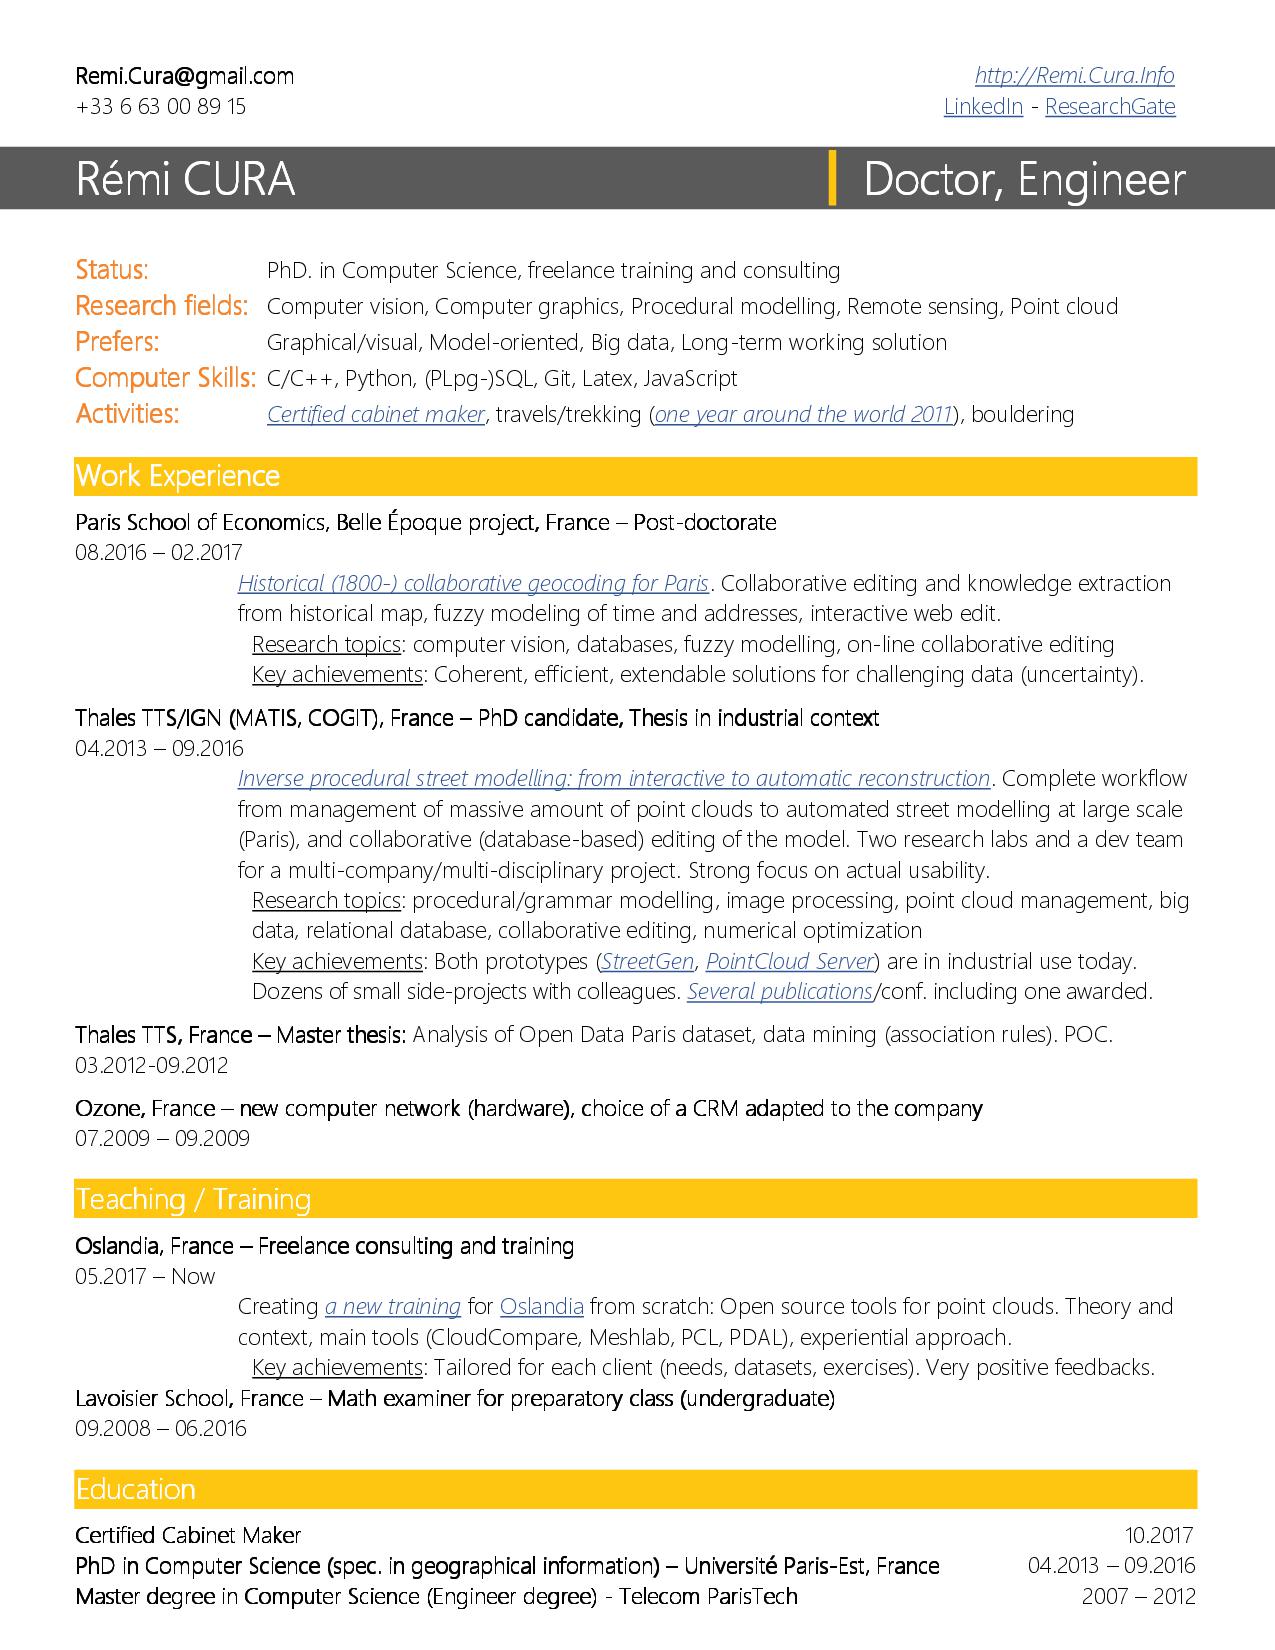 Remi.Cura@gmail.com
http://Remi.Cura.Info
+33 6 63 00 89 15
LinkedIn - ResearchGate
Rémi CURA
Doctor, Engineer
Status: PhD. in Computer Science, freelance training and consulting
Research fields: Computer vision, Computer graphics, Procedural modelling, Remote sensing, Point cloud
Prefers: Graphical/visual, Model-oriented, Big data, Long-term working solution
Computer Skills: C/C++, Python, (PLpg-)SQL, Git, Latex, JavaScript
Activities: Certified cabinet maker, travels/trekking (one year around the world 2011), bouldering
Work Experience
Paris School of Economics, Belle Époque project, France – Post-doctorate
08.2016 – 02.2017
Historical (1800-) collaborative geocoding for Paris. Collaborative editing and knowledge extraction
from historical map, fuzzy modeling of time and addresses, interactive web edit.
Research topics: computer vision, databases, fuzzy modelling, on-line collaborative editing
Key achievements: Coherent, efficient, extendable solutions for challenging data (uncertainty).
Thales TTS/IGN (MATIS, COGIT), France – PhD candidate, Thesis in industrial context
04.2013 – 09.2016
Inverse procedural street modelling: from interactive to automatic reconstruction. Complete workflow
from management of massive amount of point clouds to automated street modelling at large scale
(Paris), and collaborative (database-based) editing of the model. Two research labs and a dev team
for a multi-company/multi-disciplinary project. Strong focus on actual usability.
Research topics: procedural/grammar modelling, image processing, point cloud management, big
data, relational database, collaborative editing, numerical optimization
Key achievements: Both prototypes (StreetGen, PointCloud Server) are in industrial use today.
Dozens of small side-projects with colleagues. Several publications/conf. including one awarded.
Thales TTS, France – Master thesis: Analysis of Open Data Paris dataset, data mining (association rules). POC.
03.2012-09.2012
Ozone, France – new computer network (hardware), choice of a CRM adapted to the company
07.2009 – 09.2009
Teaching / Training
Oslandia, France – Freelance consulting and training
05.2017 – Now
Creating a new training for Oslandia from scratch: Open source tools for point clouds. Theory and
context, main tools (CloudCompare, Meshlab, PCL, PDAL), experiential approach.
Key achievements: Tailored for each client (needs, datasets, exercises). Very positive feedbacks.
Lavoisier School, France – Math examiner for preparatory class (undergraduate)
09.2008 – 06.2016
Education
Certified Cabinet Maker 10.2017
PhD in Computer Science (spec. in geographical information) – Université Paris-Est, France 04.2013 – 09.2016
Master degree in Computer Science (Engineer degree) - Telecom ParisTech 2007 – 2012